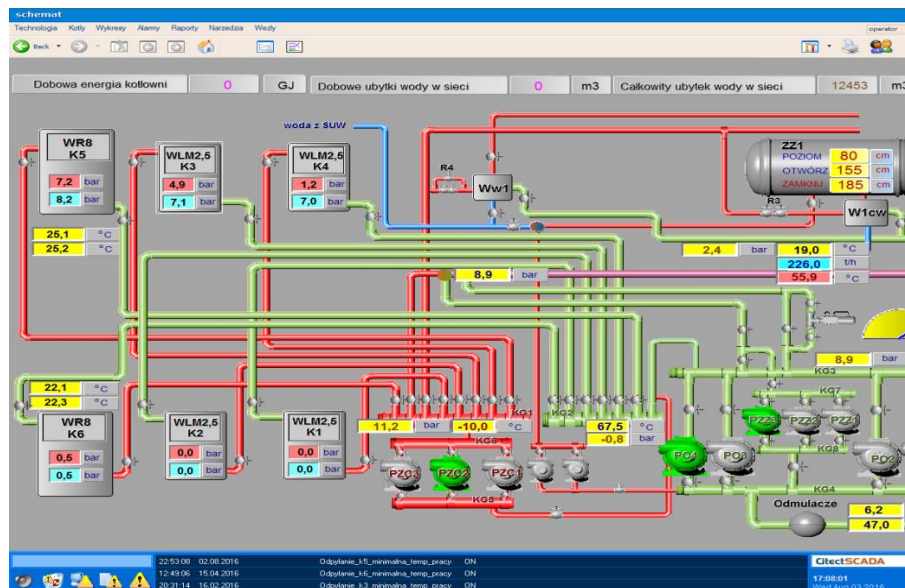 schemat
Technologia Kotły Wykresy Alarmy Raporty Narzedzia Wezły operator
Back
Dobowa energia kotłowni 0 GJ Dobowe ubytki wody w sieci 0 m3 Całkowity ubytek wody w sieci 12453 m3
woda z SUW
WR8 K5
7,2 bar
8,2 bar
25,1 °C
25,2 °C
WLM2,5 K3
4,9 bar
7,1 bar
WLM2,5 K4
1,2 bar
7,0 bar
R4
Ww1
ZZ1
POZIOM 80 cm
OTWÓRZ 155 cm
ZAMKNIJ 185 cm
R3
W1cw
2,4 bar 19,0 °C
226,0 t/h
55,9 °C
8,9 bar
8,9 bar
22,1 °C
22,3 °C
WR8 K6
0,5 bar
0,5 bar
WLM2,5 K2
0,0 bar
0,0 bar
WLM2,5 K1
0,0 bar
0,0 bar
KG1
11,2 bar -10,0 °C
KG2
67,5 °C
-0,8 bar
KG6
PZC3 PZC2 PZC1
KG5
KG3
KG7
PZZ3 PZZ2 PZZ1
KG8
PO4 PO3 PO2
KG4
Odmulacze
6,2
47,0
22:53:08 02.08.2016 Odpylanie_k5_minimalna_temp_pracy ON
12:49:06 15.04.2016 Odpylanie_k6_minimalna_temp_pracy ON
20:31:14 16.02.2016 Odpylanie_k3_minimalna_temp_pracy ON
CitectSCADA
17:08:01
Wed Aug 03 2016